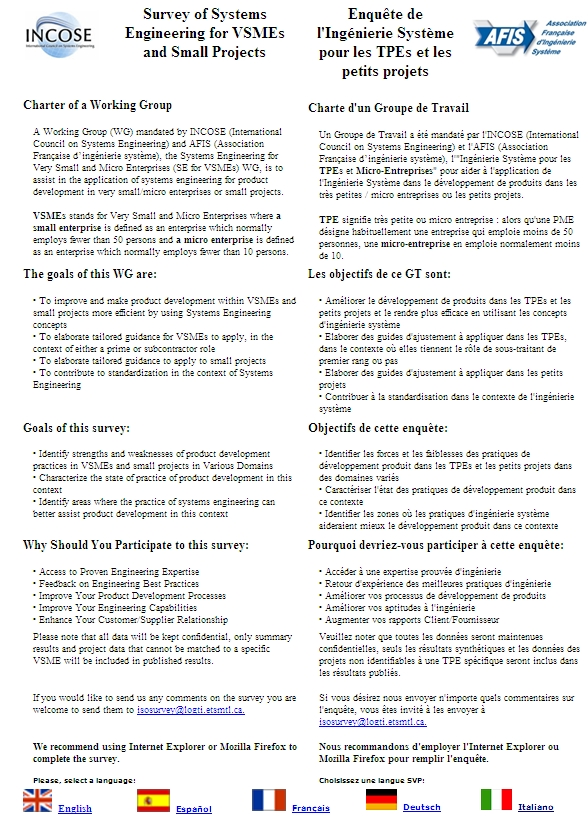 INCOSE
International Council on Systems Engineering
Survey of Systems
Engineering for VSMEs
and Small Projects
Enquête de
l'Ingénierie Système
pour les TPEs et les
petits projets
AFIS
Association
Française
d'Ingénierie
Système
Charter of a Working Group
A Working Group (WG) mandated by INCOSE (International
Council on Systems Engineering) and AFIS (Association
Française d’ingénierie système), the Systems Engineering for
Very Small and Micro Enterprises (SE for VSMEs) WG, is to
assist in the application of systems engineering for product
development in very small/micro enterprises or small projects.
VSMEs stands for Very Small and Micro Enterprises where a
small enterprise is defined as an enterprise which normally
employs fewer than 50 persons and a micro enterprise is defined
as an enterprise which normally employs fewer than 10 persons.
The goals of this WG are:
• To improve and make product development within VSMEs and
small projects more efficient by using Systems Engineering
concepts
• To elaborate tailored guidance for VSMEs to apply, in the
context of either a prime or subcontractor role
• To elaborate tailored guidance to apply to small projects
• To contribute to standardization in the context of Systems
Engineering
Goals of this survey:
• Identify strengths and weaknesses of product development
practices in VSMEs and small projects in Various Domains
• Characterize the state of practice of product development in this
context
• Identify areas where the practice of systems engineering can
better assist product development in this context
Why Should You Participate to this survey:
• Access to Proven Engineering Expertise
• Feedback on Engineering Best Practices
• Improve Your Product Development Processes
• Improve Your Engineering Capabilities
• Enhance Your Customer/Supplier Relationship
Please note that all data will be kept confidential, only summary
results and project data that cannot be matched to a specific
VSME will be included in published results.
If you would like to send us any comments on the survey you are
welcome to send them to isosurvey@logti.etsmtl.ca.
We recommend using Internet Explorer or Mozilla Firefox to
complete the survey.
Please, select a language:
Charte d'un Groupe de Travail
Un Groupe de Travail a été mandaté par l'INCOSE (International
Council on Systems Engineering) et l'AFIS (Association
Française d’ingénierie système), l'"Ingénierie Système pour les
TPEs et Micro-Entreprises" pour aider à l'application de
l'Ingénierie Système dans le développement de produits dans les
très petites / micro entreprises ou les petits projets.
TPE signifie très petite ou micro entreprise : alors qu'une PME
désigne habituellement une entreprise qui emploie moins de 50
personnes, une micro-entreprise en emploie normalement moins
de 10.
Les objectifs de ce GT sont:
• Améliorer le développement de produits dans les TPEs et les
petits projets et le rendre plus efficace en utilisant les concepts
d'ingénierie système
• Elaborer des guides d'ajustement à appliquer dans les TPEs,
dans le contexte où elles tiennent le rôle de sous-traitant de
premier rang ou pas
• Elaborer des guides d'ajustement à appliquer dans les petits
projets
• Contribuer à la standardisation dans le contexte de l'ingénierie
système
Objectifs de cette enquête:
• Identifier les forces et les faiblesses des pratiques de
développement produit dans les TPEs et les petits projets dans
des domaines variés
• Caractériser l'état des pratiques de développement produit dans
ce contexte
• Identifier les zones où les pratiques d'ingénierie système
aideraient mieux le développement produit dans ce contexte
Pourquoi devriez-vous participer à cette enquête:
• Accéder à une expertise prouvée d'ingénierie
• Retour d'expérience des meilleures pratiques d'ingénierie
• Améliorer vos processus de développement de produits
• Améliorer vos aptitudes à l'ingénierie
• Augmenter vos rapports Client/Fournisseur
Veuillez noter que toutes les données seront maintenues
confidentielles, seuls les résultats synthétiques et les données des
projets non identifiables à une TPE spécifique seront inclus dans
les résultats publiés.
Si vous désirez nous envoyer n'importe quels commentaires sur
l'enquête, vous êtes invité à les envoyer à
isosurvey@logti.etsmtl.ca.
Nous recommandons d'employer l'Internet Explorer ou
Mozilla Firefox pour remplir l'enquête.
Choisissez une langue SVP:
English
Español
Français
Deutsch
Italiano